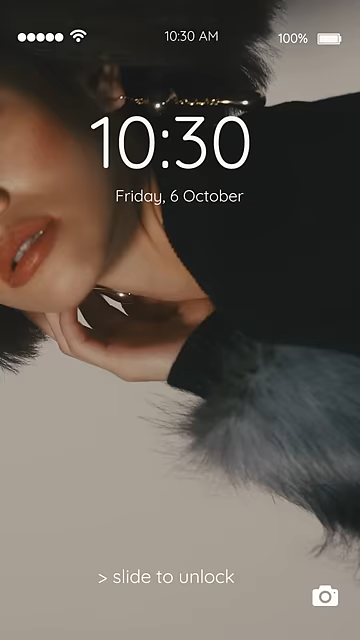 10:30 AM
100%
10:30
Friday, 6 October
> slide to unlock